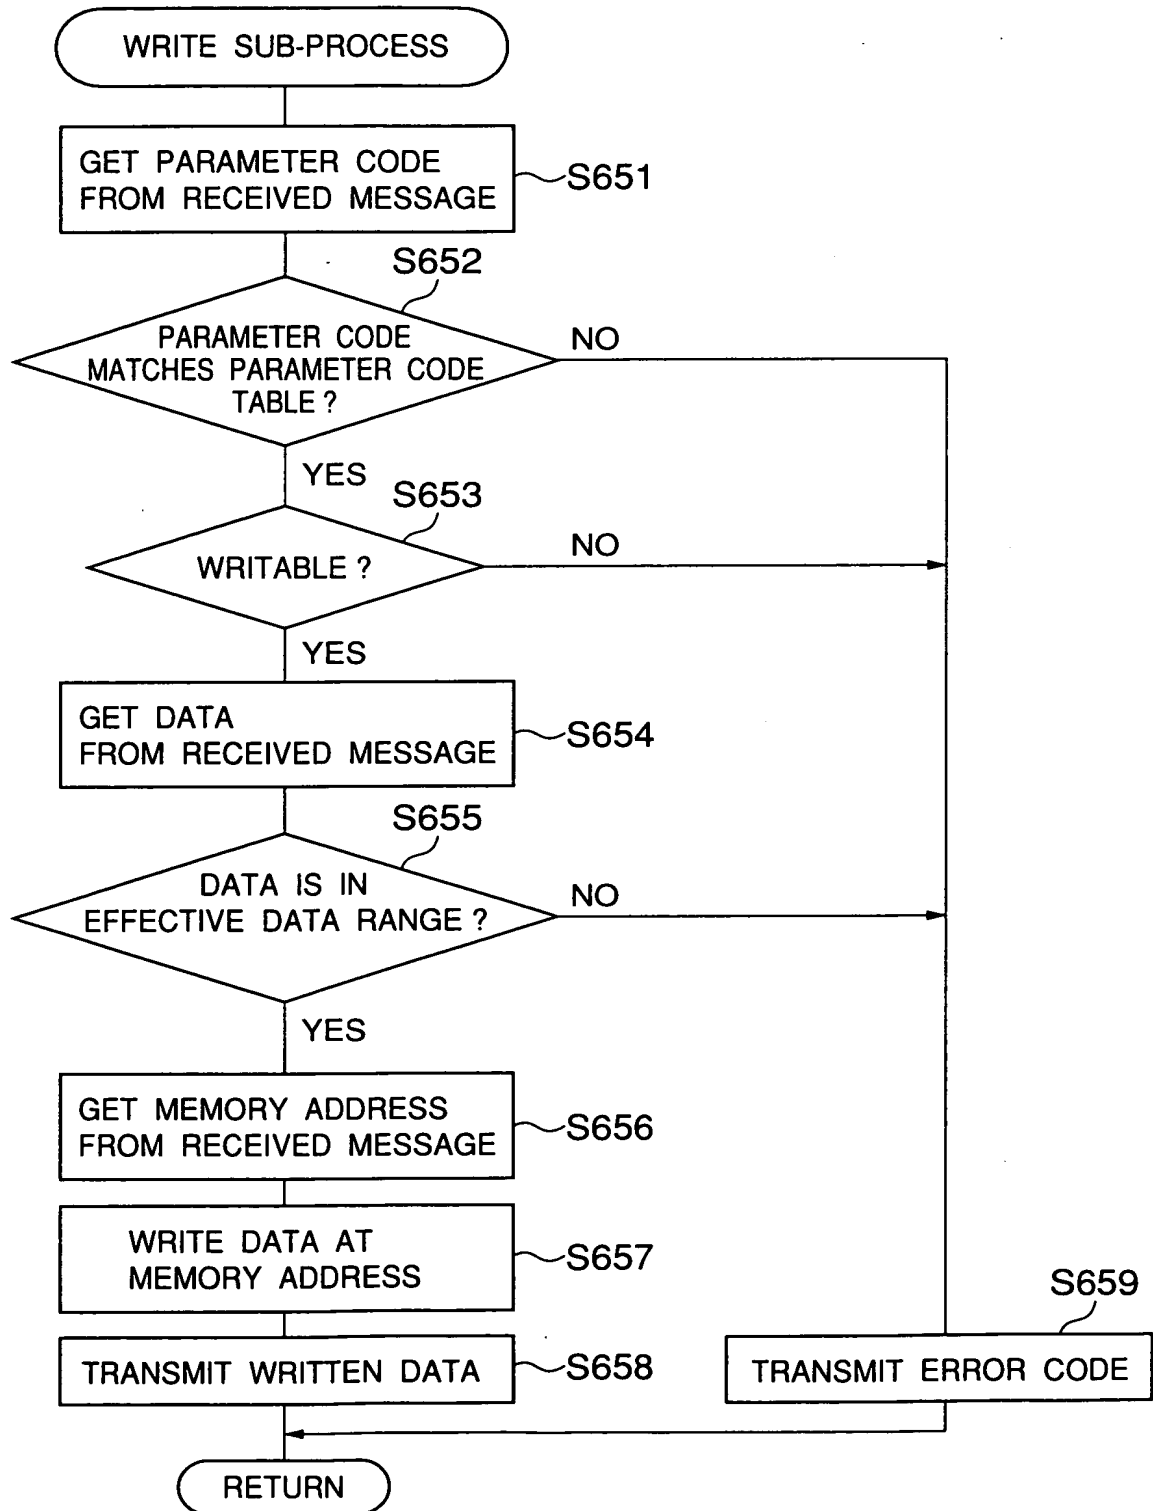 WRITE SUB-PROCESS
GET PARAMETER CODE
FROM RECEIVED MESSAGE
S651
S652
PARAMETER CODE
MATCHES PARAMETER CODE
TABLE ?
NO
YES
S653
WRITABLE ?
NO
YES
GET DATA
FROM RECEIVED MESSAGE
S654
S655
DATA IS IN
EFFECTIVE DATA RANGE ?
NO
YES
GET MEMORY ADDRESS
FROM RECEIVED MESSAGE
S656
WRITE DATA AT
MEMORY ADDRESS
S657
S659
TRANSMIT WRITTEN DATA
S658
TRANSMIT ERROR CODE
RETURN